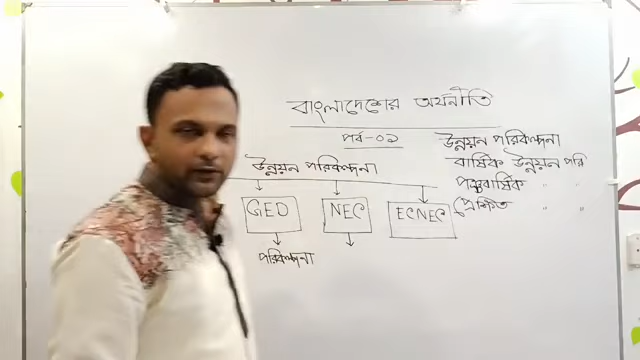 বাংলাদেশের অর্থনীতি
পর্ব-০১
উন্নয়ন পরিকল্পনা
GED NEC ECNEC
পরিকল্পনা
উন্নয়ন পরিকল্পনা
বার্ষিক উন্নয়ন পরি
পঞ্চবার্ষিক " "
প্রেক্ষিত " "